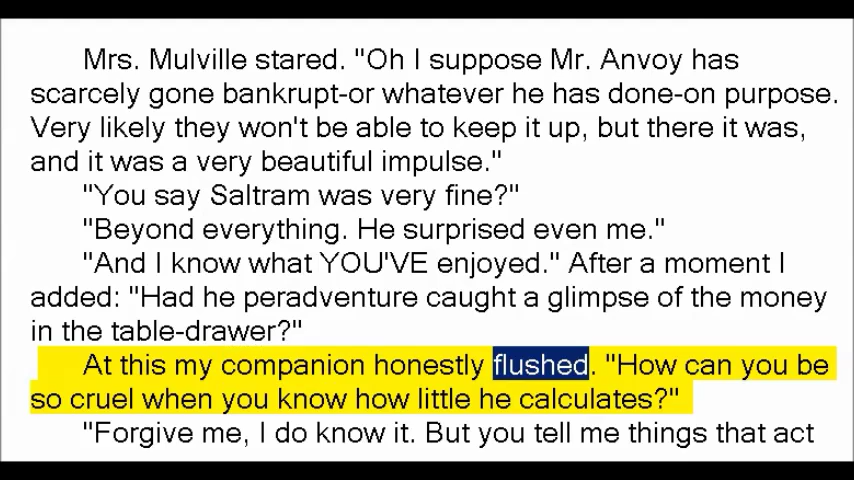 Mrs. Mulville stared. "Oh I suppose Mr. Anvoy has
scarcely gone bankrupt-or whatever he has done-on purpose.
Very likely they won't be able to keep it up, but there it was,
and it was a very beautiful impulse."
"You say Saltram was very fine?"
"Beyond everything. He surprised even me."
"And I know what YOU'VE enjoyed." After a moment I
added: "Had he peradventure caught a glimpse of the money
in the table-drawer?"
At this my companion honestly flushed. "How can you be
so cruel when you know how little he calculates?"
"Forgive me, I do know it. But you tell me things that act